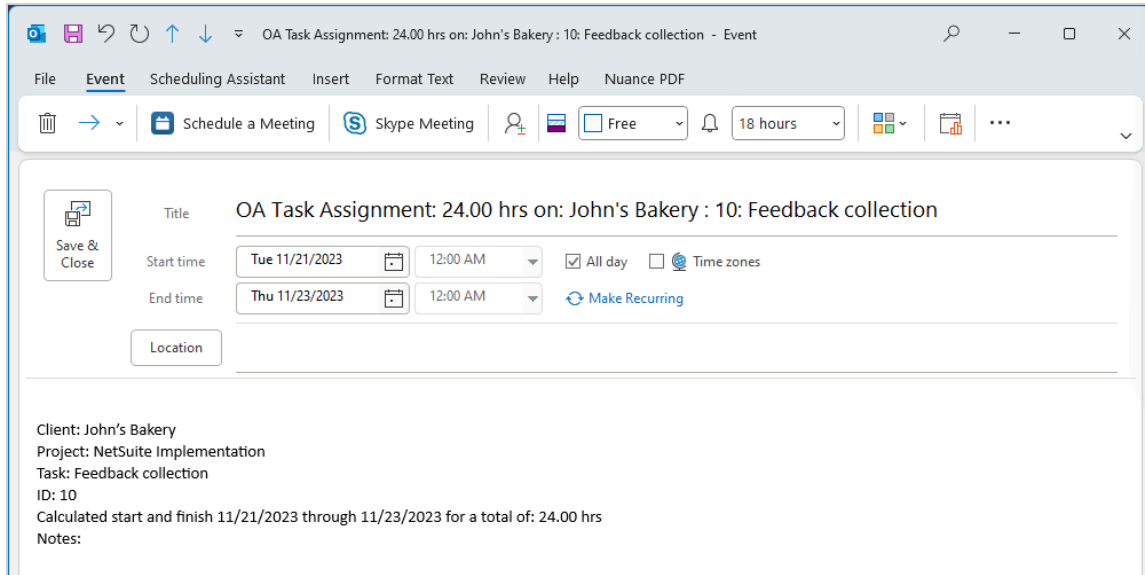 OA Task Assignment: 24.00 hrs on: John's Bakery : 10: Feedback collection - Event
File Event Scheduling Assistant Insert Format Text Review Help Nuance PDF
Schedule a Meeting Skype Meeting Free 18 hours
Save & Close
Title OA Task Assignment: 24.00 hrs on: John's Bakery : 10: Feedback collection
Start time Tue 11/21/2023 12:00 AM All day Time zones
End time Thu 11/23/2023 12:00 AM Make Recurring
Location
Client: John’s Bakery
Project: NetSuite Implementation
Task: Feedback collection
ID: 10
Calculated start and finish 11/21/2023 through 11/23/2023 for a total of: 24.00 hrs
Notes: